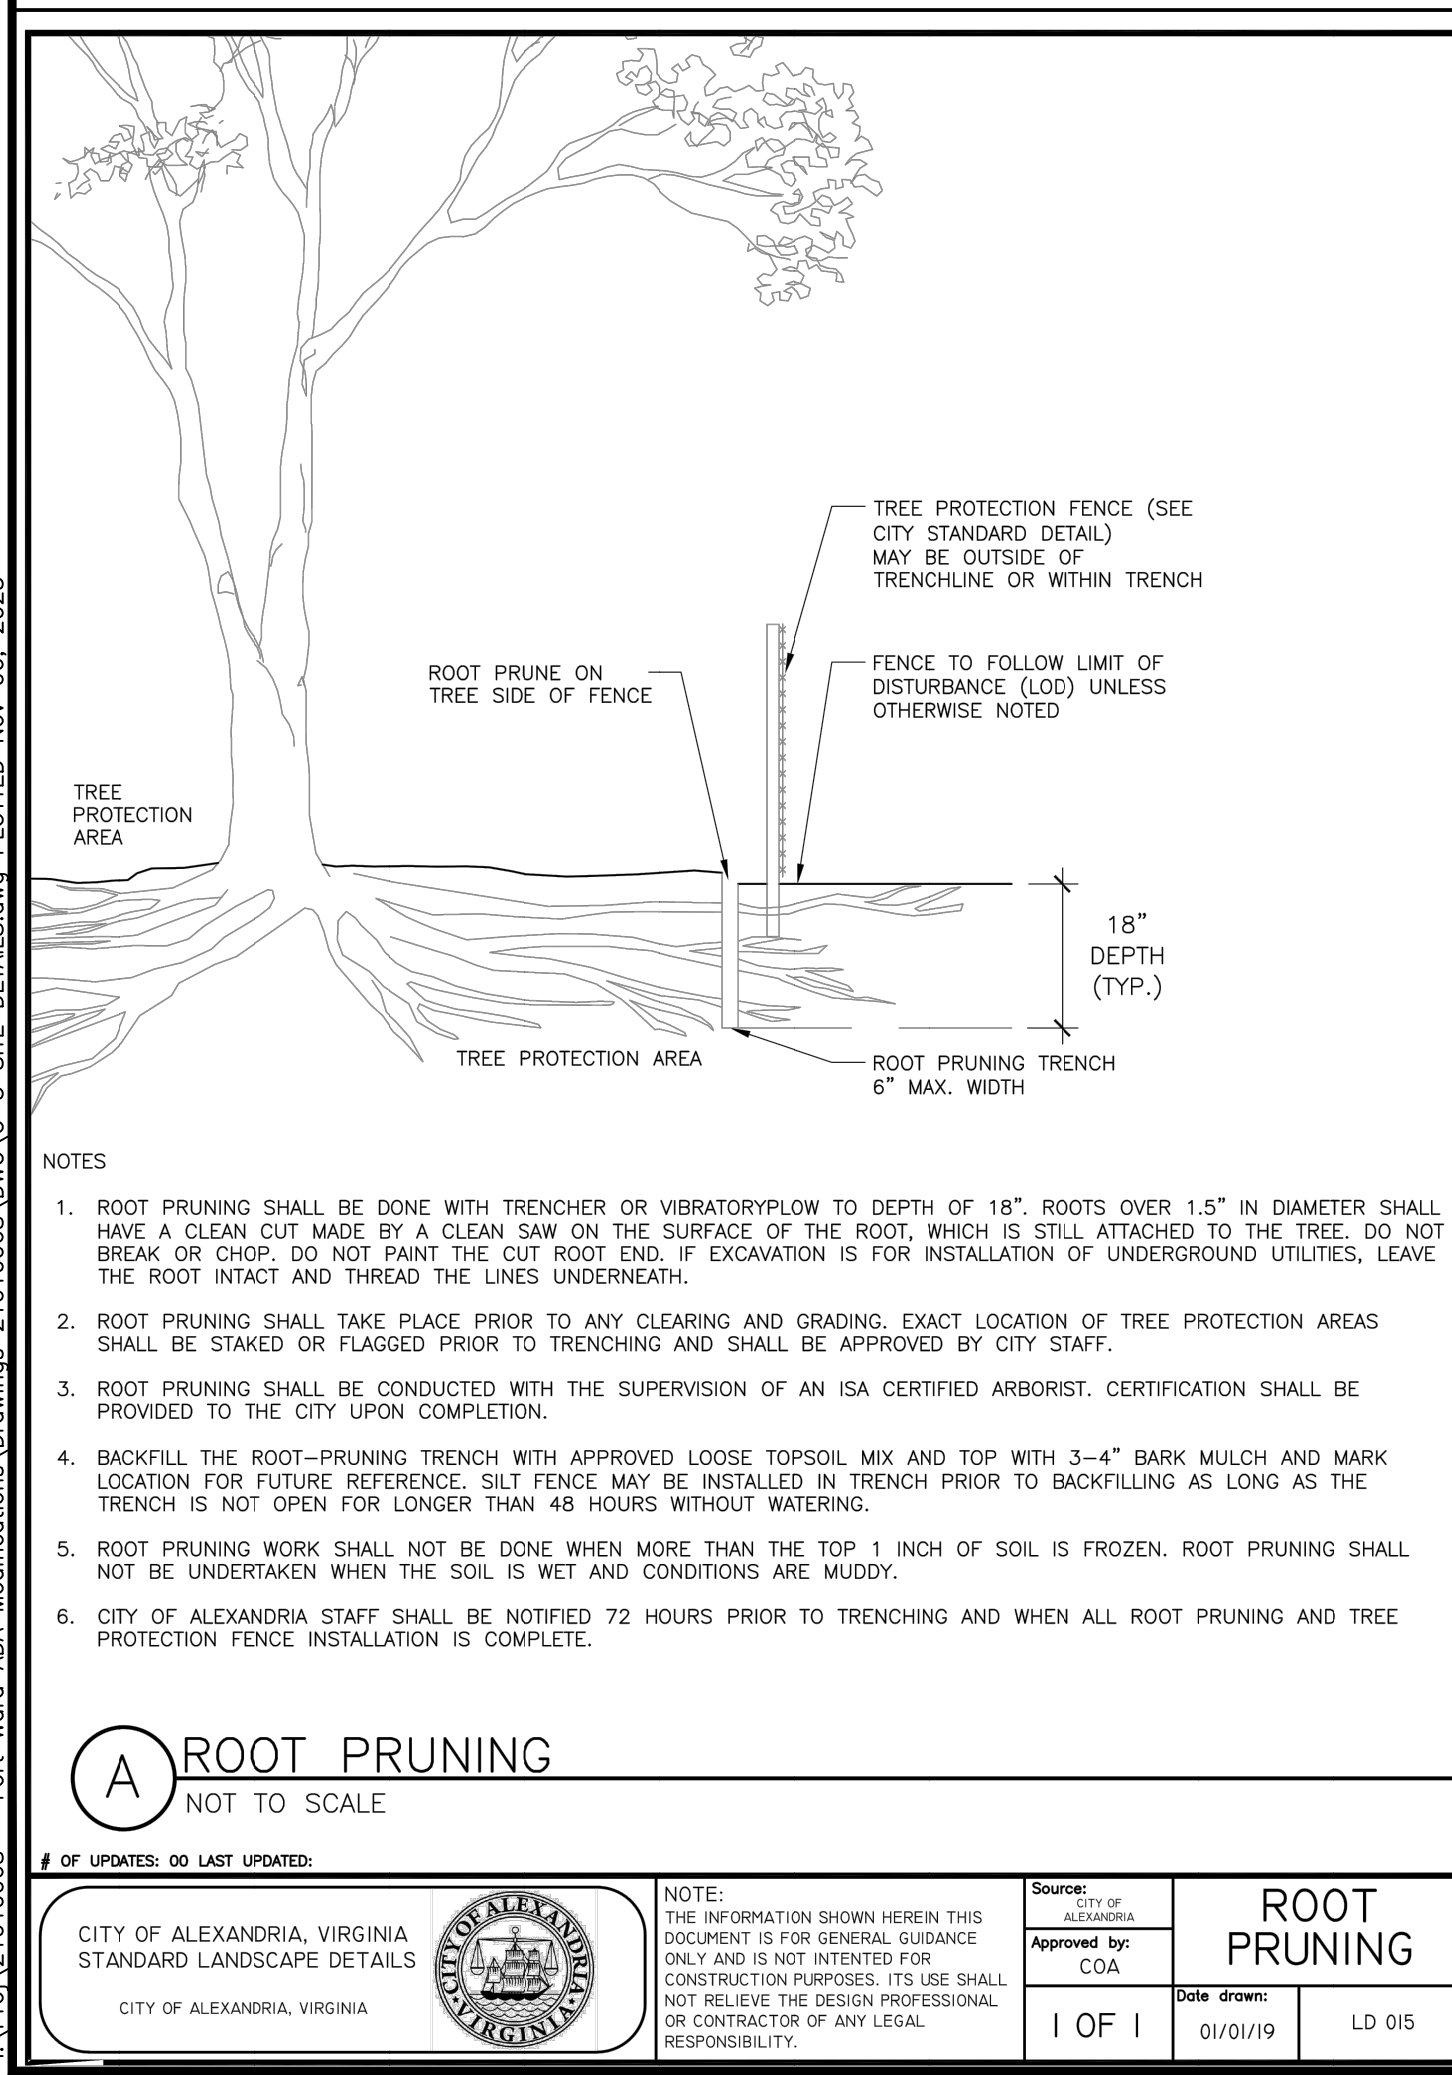 TREE PROTECTION FENCE (SEE
CITY STANDARD DETAIL)
MAY BE OUTSIDE OF
TRENCHLINE OR WITHIN TRENCH
ROOT PRUNE ON
TREE SIDE OF FENCE
FENCE TO FOLLOW LIMIT OF
DISTURBANCE (LOD) UNLESS
OTHERWISE NOTED
TREE
PROTECTION
AREA
18"
DEPTH
(TYP.)
TREE PROTECTION AREA
ROOT PRUNING TRENCH
6" MAX. WIDTH
NOTES
1. ROOT PRUNING SHALL BE DONE WITH TRENCHER OR VIBRATORYPLOW TO DEPTH OF 18". ROOTS OVER 1.5" IN DIAMETER SHALL
HAVE A CLEAN CUT MADE BY A CLEAN SAW ON THE SURFACE OF THE ROOT, WHICH IS STILL ATTACHED TO THE TREE. DO NOT
BREAK OR CHOP. DO NOT PAINT THE CUT ROOT END. IF EXCAVATION IS FOR INSTALLATION OF UNDERGROUND UTILITIES, LEAVE
THE ROOT INTACT AND THREAD THE LINES UNDERNEATH.
2. ROOT PRUNING SHALL TAKE PLACE PRIOR TO ANY CLEARING AND GRADING. EXACT LOCATION OF TREE PROTECTION AREAS
SHALL BE STAKED OR FLAGGED PRIOR TO TRENCHING AND SHALL BE APPROVED BY CITY STAFF.
3. ROOT PRUNING SHALL BE CONDUCTED WITH THE SUPERVISION OF AN ISA CERTIFIED ARBORIST. CERTIFICATION SHALL BE
PROVIDED TO THE CITY UPON COMPLETION.
4. BACKFILL THE ROOT-PRUNING TRENCH WITH APPROVED LOOSE TOPSOIL MIX AND TOP WITH 3-4" BARK MULCH AND MARK
LOCATION FOR FUTURE REFERENCE. SILT FENCE MAY BE INSTALLED IN TRENCH PRIOR TO BACKFILLING AS LONG AS THE
TRENCH IS NOT OPEN FOR LONGER THAN 48 HOURS WITHOUT WATERING.
5. ROOT PRUNING WORK SHALL NOT BE DONE WHEN MORE THAN THE TOP 1 INCH OF SOIL IS FROZEN. ROOT PRUNING SHALL
NOT BE UNDERTAKEN WHEN THE SOIL IS WET AND CONDITIONS ARE MUDDY.
6. CITY OF ALEXANDRIA STAFF SHALL BE NOTIFIED 72 HOURS PRIOR TO TRENCHING AND WHEN ALL ROOT PRUNING AND TREE
PROTECTION FENCE INSTALLATION IS COMPLETE.
A
ROOT PRUNING
NOT TO SCALE
# OF UPDATES: 00 LAST UPDATED:
CITY OF ALEXANDRIA, VIRGINIA
STANDARD LANDSCAPE DETAILS
CITY OF ALEXANDRIA, VIRGINIA
CITY OF ALEXANDRIA
VIRGINIA
NOTE:
THE INFORMATION SHOWN HEREIN THIS
DOCUMENT IS FOR GENERAL GUIDANCE
ONLY AND IS NOT INTENTED FOR
CONSTRUCTION PURPOSES. ITS USE SHALL
NOT RELIEVE THE DESIGN PROFESSIONAL
OR CONTRACTOR OF ANY LEGAL
RESPONSIBILITY.
Source:
CITY OF
ALEXANDRIA
Approved by:
COA
1 OF 1
ROOT
PRUNING
Date drawn:
01/01/19
LD 015